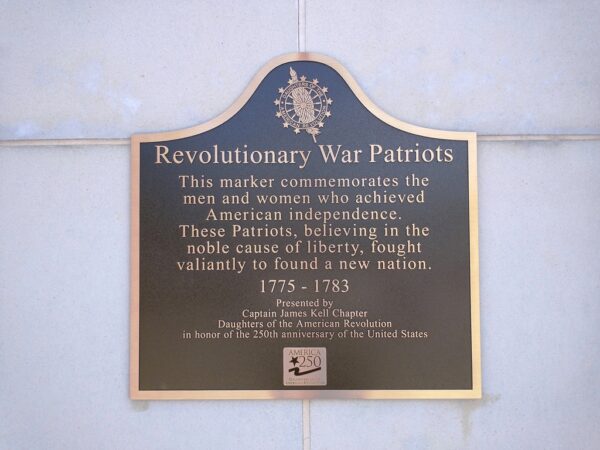 Revolutionary War Patriots
This marker commemorates the
men and women who achieved
American independence.
These Patriots, believing in the
noble cause of liberty, fought
valiantly to found a new nation.
1775 - 1783
Presented by
Captain James Kell Chapter
Daughters of the American Revolution
in honor of the 250th anniversary of the United States
AMERICA
250